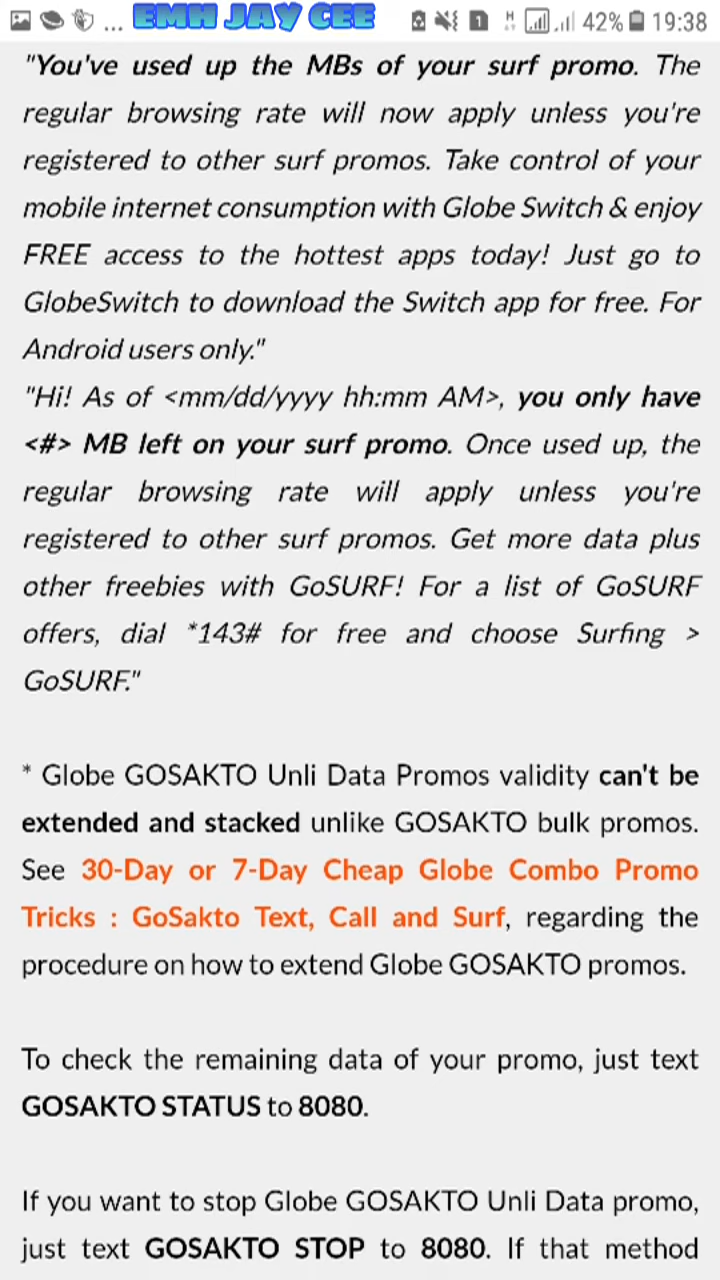 ... EMH JAY CEE 1 H 42% 19:38
"You've used up the MBs of your surf promo. The
regular browsing rate will now apply unless you're
registered to other surf promos. Take control of your
mobile internet consumption with Globe Switch & enjoy
FREE access to the hottest apps today! Just go to
GlobeSwitch to download the Switch app for free. For
Android users only."
"Hi! As of <mm/dd/yyyy hh:mm AM>, you only have
<#> MB left on your surf promo. Once used up, the
regular browsing rate will apply unless you're
registered to other surf promos. Get more data plus
other freebies with GoSURF! For a list of GoSURF
offers, dial *143# for free and choose Surfing >
GoSURF."
* Globe GOSAKTO Unli Data Promos validity can't be
extended and stacked unlike GOSAKTO bulk promos.
See 30-Day or 7-Day Cheap Globe Combo Promo
Tricks : GoSakto Text, Call and Surf, regarding the
procedure on how to extend Globe GOSAKTO promos.
To check the remaining data of your promo, just text
GOSAKTO STATUS to 8080.
If you want to stop Globe GOSAKTO Unli Data promo,
just text GOSAKTO STOP to 8080. If that method